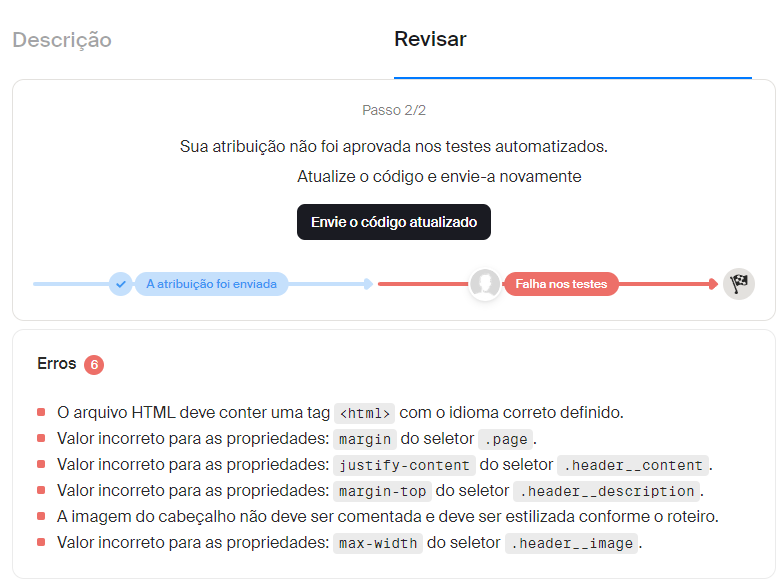 Descrição
Revisar
Passo 2/2
Sua atribuição não foi aprovada nos testes automatizados.
Atualize o código e envie-a novamente
Envie o código atualizado
A atribuição foi enviada
Falha nos testes
Erros 6
O arquivo HTML deve conter uma tag <html> com o idioma correto definido.
Valor incorreto para as propriedades: margin do seletor .page.
Valor incorreto para as propriedades: justify-content do seletor .header__content.
Valor incorreto para as propriedades: margin-top do seletor .header__description.
A imagem do cabeçalho não deve ser comentada e deve ser estilizada conforme o roteiro.
Valor incorreto para as propriedades: max-width do seletor .header__image.